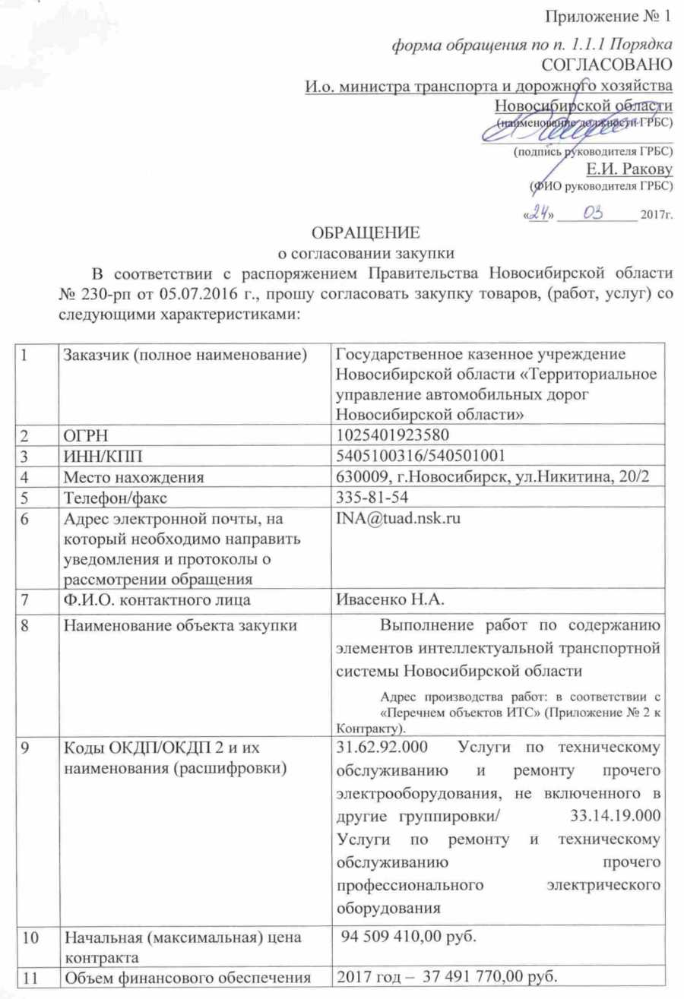 Приложение № 1
форма обращения по п. 1.1.1 Порядка
СОГЛАСОВАНО
И.о. министра транспорта и дорожного хозяйства
Новосибирской области
(наименование должности ГРБС)
(подпись руководителя ГРБС)
Е.И. Ракову
(ФИО руководителя ГРБС)
«24» 03 2017г.
ОБРАЩЕНИЕ
о согласовании закупки
В соответствии с распоряжением Правительства Новосибирской области
№ 230-рп от 05.07.2016 г., прошу согласовать закупку товаров, (работ, услуг) со
следующими характеристиками:
1 Заказчик (полное наименование) Государственное казенное учреждение
Новосибирской области «Территориальное
управление автомобильных дорог
Новосибирской области»
2 ОГРН 1025401923580
3 ИНН/КПП 5405100316/540501001
4 Место нахождения 630009, г.Новосибирск, ул.Никитина, 20/2
5 Телефон/факс 335-81-54
6 Адрес электронной почты, на INA@tuad.nsk.ru
который необходимо направить
уведомления и протоколы о
рассмотрении обращения
7 Ф.И.О. контактного лица Ивасенко Н.А.
8 Наименование объекта закупки Выполнение работ по содержанию
элементов интеллектуальной транспортной
системы Новосибирской области
Адрес производства работ: в соответствии с
«Перечнем объектов ИТС» (Приложение № 2 к
Контракту).
9 Коды ОКДП/ОКДП 2 и их 31.62.92.000 Услуги по техническому
наименования (расшифровки) обслуживанию и ремонту прочего
электрооборудования, не включенного в
другие группировки/ 33.14.19.000
Услуги по ремонту и техническому
обслуживанию прочего
профессионального электрического
оборудования
10 Начальная (максимальная) цена 94 509 410,00 руб.
контракта
11 Объем финансового обеспечения 2017 год – 37 491 770,00 руб.